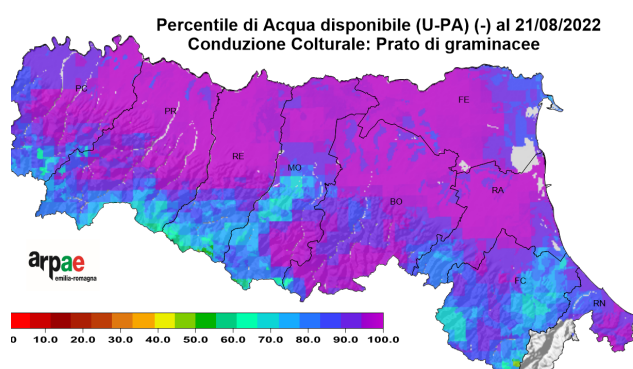 Percentile di Acqua disponibile (U-PA) (-) al 21/08/2022
Conduzione Colturale: Prato di graminacee
PC
PR
RE
MO
BO
FE
RA
FC
RN
arpae
emilia-romagna
0 10.0 20.0 30.0 40.0 50.0 60.0 70.0 80.0 90.0 100.0